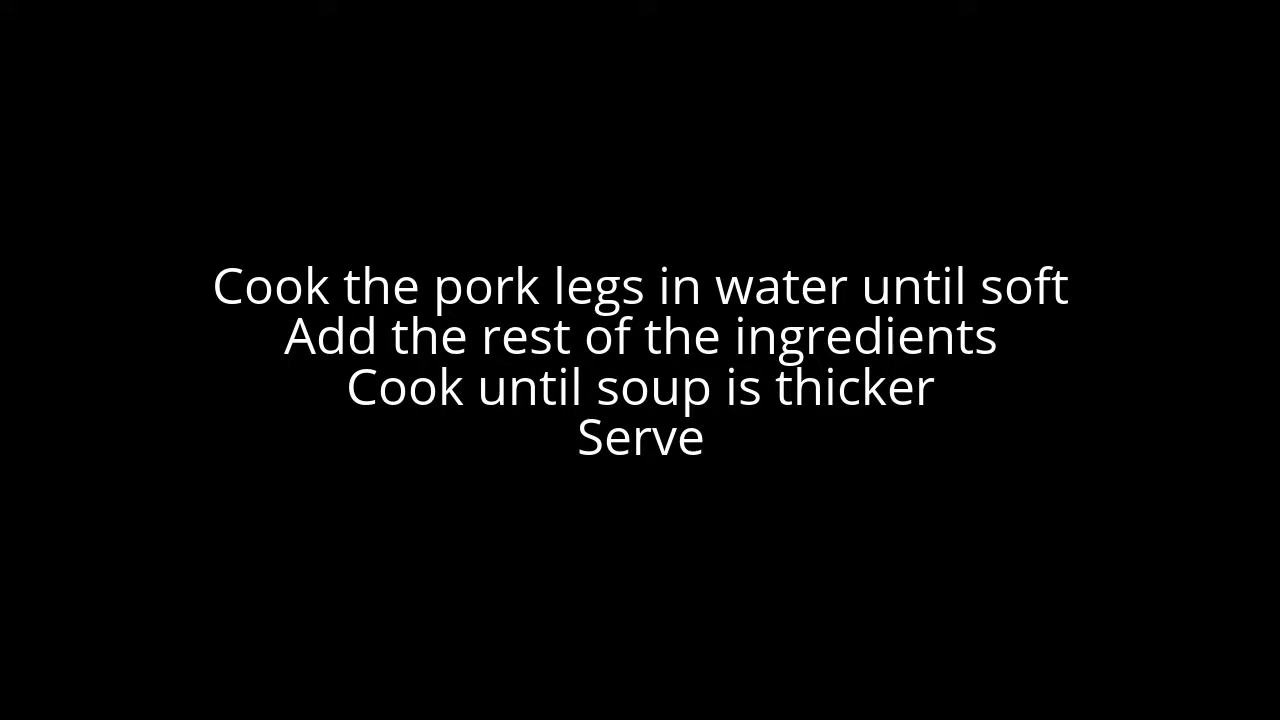 Cook the pork legs in water until soft
Add the rest of the ingredients
Cook until soup is thicker
Serve